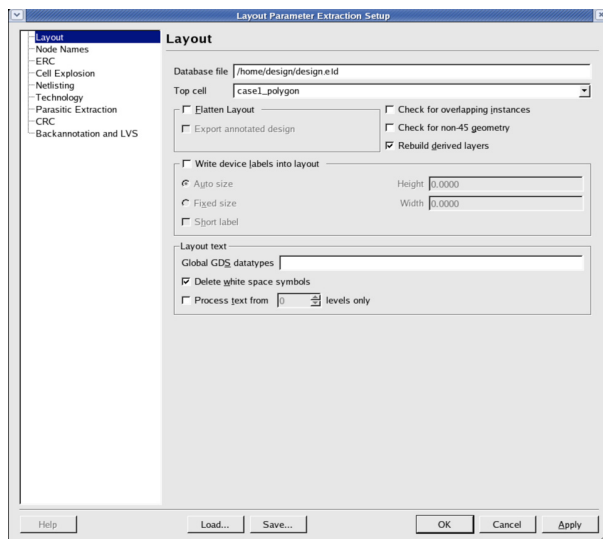 Layout Parameter Extraction Setup
Layout
Node Names
ERC
Cell Explosion
Netlisting
Technology
Parasitic Extraction
CRC
Backannotation and LVS
Layout
Database file /home/design/design.eld
Top cell case1_polygon
Flatten Layout
Export annotated design
Check for overlapping instances
Check for non-45 geometry
Rebuild derived layers
Write device labels into layout
Auto size Height 0.0000
Fixed size Width 0.0000
Short label
Layout text
Global GDS datatypes
Delete white space symbols
Process text from 0 levels only
Help Load... Save... OK Cancel Apply